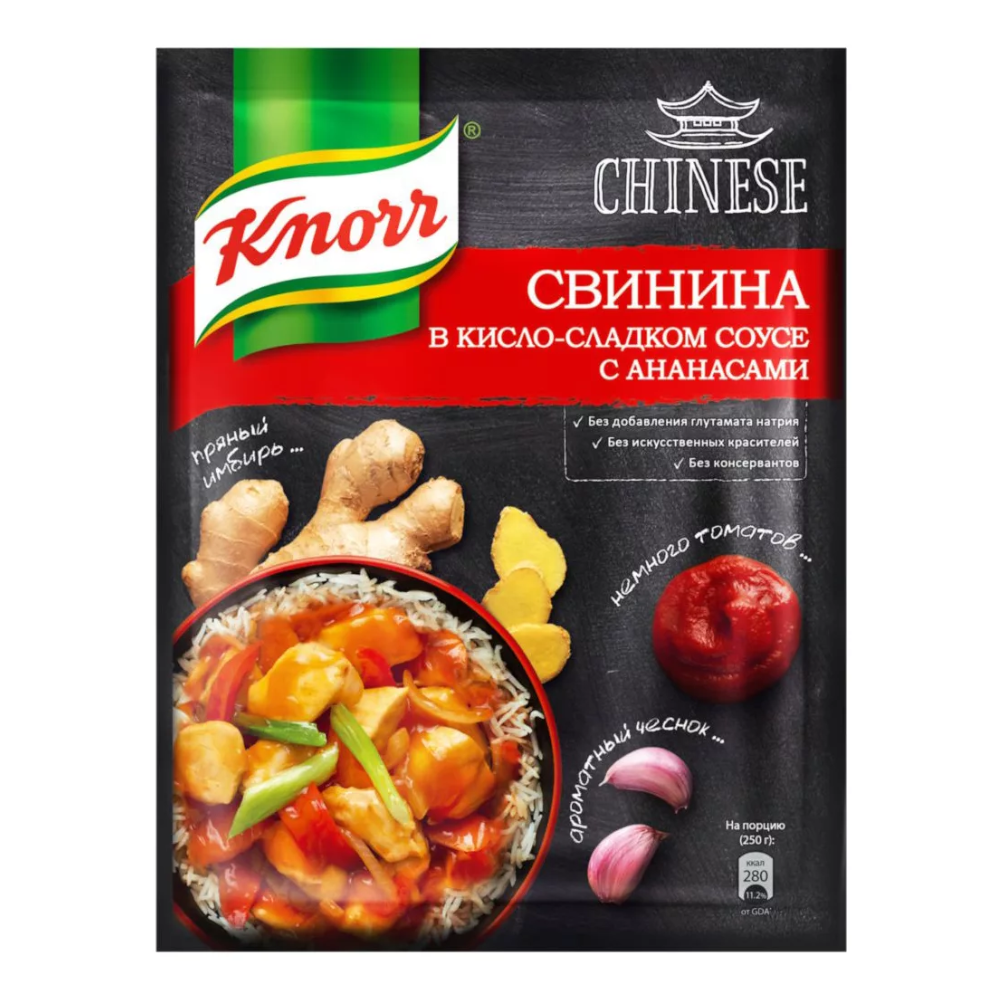 Knorr
®
CHINESE
СВИНИНА
В КИСЛО-СЛАДКОМ СОУСЕ
С АНАНАСАМИ
✓ Без добавления глутамата натрия
✓ Без искусственных красителей
✓ Без консервантов
пряный
имбирь...
немного томатов...
ароматный чеснок...
На порцию
(250 г):
ккал
280
11.2%
от GDA*